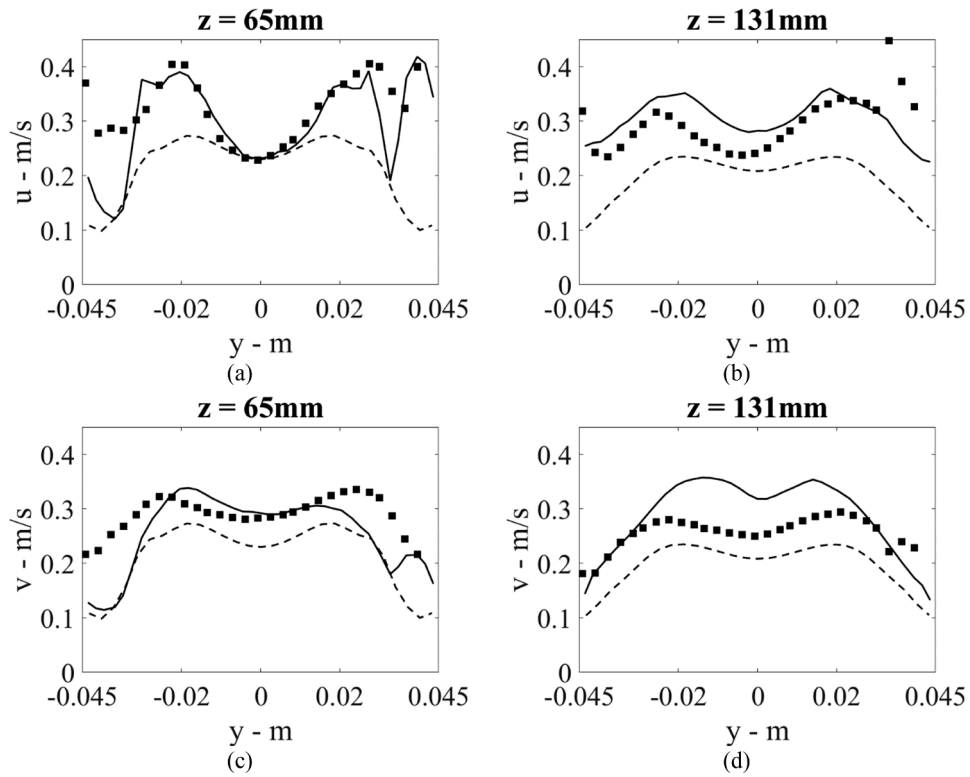 z = 65mm
u - m/s
0.4
0.3
0.2
0.1
0
-0.045
-0.02
0
0.02
0.045
y - m
(a)
z = 131mm
u - m/s
0.4
0.3
0.2
0.1
0
-0.045
-0.02
0
0.02
0.045
y - m
(b)
z = 65mm
v - m/s
0.4
0.3
0.2
0.1
0
-0.045
-0.02
0
0.02
0.045
y - m
(c)
z = 131mm
v - m/s
0.4
0.3
0.2
0.1
0
-0.045
-0.02
0
0.02
0.045
y - m
(d)